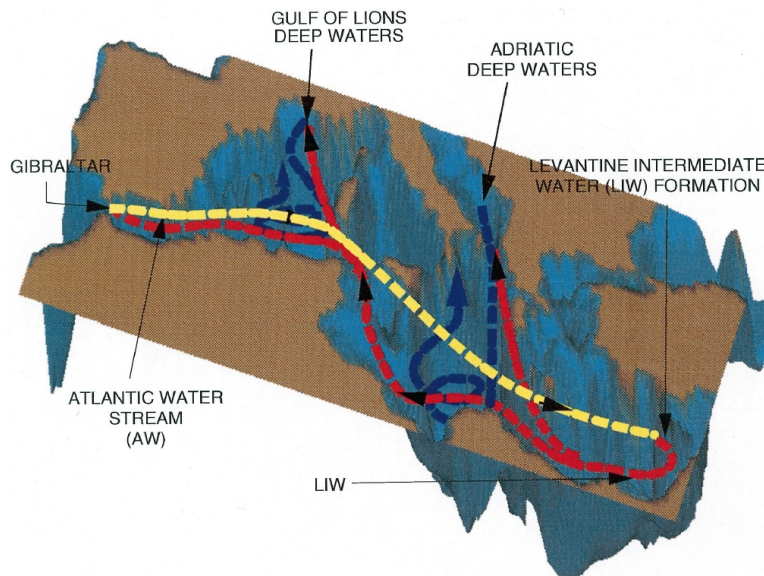 GULF OF LIONS
DEEP WATERS
ADRIATIC
DEEP WATERS
GIBRALTAR
LEVANTINE INTERMEDIATE
WATER (LIW) FORMATION
ATLANTIC WATER
STREAM
(AW)
LIW